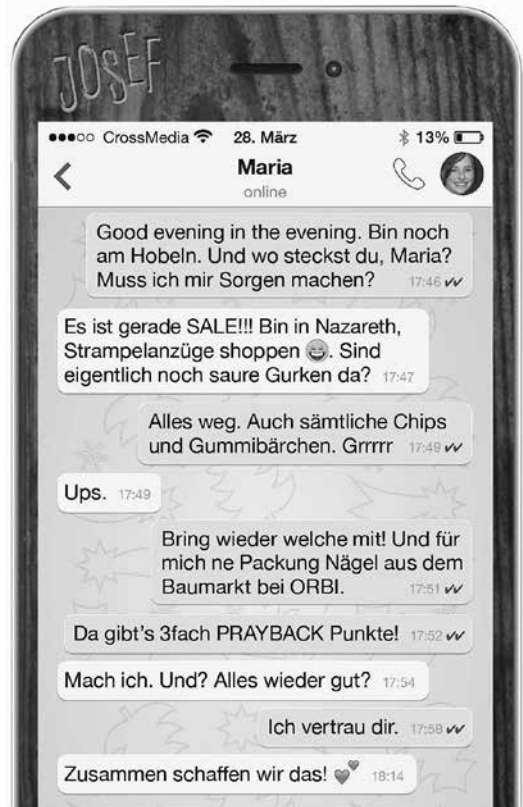 JOSEF
CrossMedia 28. März 13%
Maria
online
Good evening in the evening. Bin noch
am Hobeln. Und wo steckst du, Maria?
Muss ich mir Sorgen machen? 17:46
Es ist gerade SALE!!! Bin in Nazareth,
Strampelanzüge shoppen 😄. Sind
eigentlich noch saure Gurken da? 17:47
Alles weg. Auch sämtliche Chips
und Gummibärchen. Grrrrr 17:49
Ups. 17:49
Bring wieder welche mit! Und für
mich ne Packung Nägel aus dem
Baumarkt bei ORBI. 17:51
Da gibt's 3fach PRAYBACK Punkte! 17:52
Mach ich. Und? Alles wieder gut? 17:54
Ich vertrau dir. 17:58
Zusammen schaffen wir das! 💕 18:14